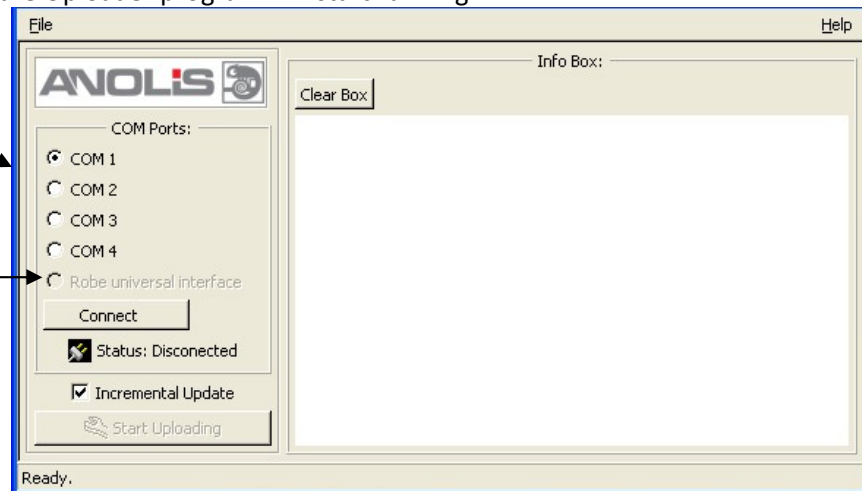 File Help
ANOLiS
COM Ports:
COM 1
COM 2
COM 3
COM 4
Robe universal interface
Connect
Status: Disconected
Incremental Update
Start Uploading
Info Box:
Clear Box
Ready.